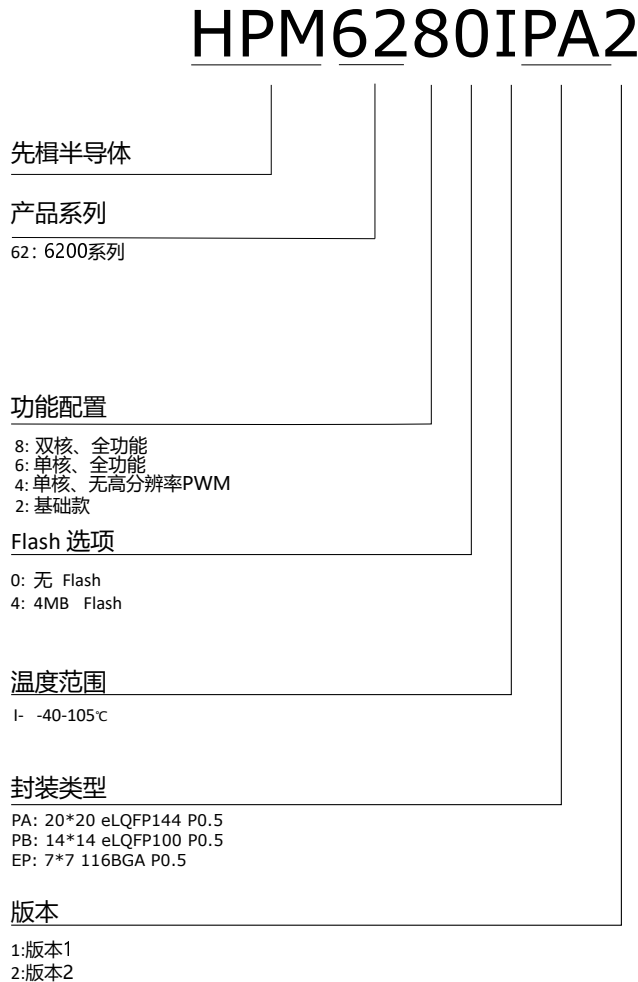 HPM6280IPA2
先楫半导体
产品系列
62: 6200系列
功能配置
8: 双核、全功能
6: 单核、全功能
4: 单核、无高分辨率PWM
2: 基础款
Flash 选项
0: 无 Flash
4: 4MB Flash
温度范围
I- -40-105℃
封装类型
PA: 20*20 eLQFP144 P0.5
PB: 14*14 eLQFP100 P0.5
EP: 7*7 116BGA P0.5
版本
1:版本1
2:版本2